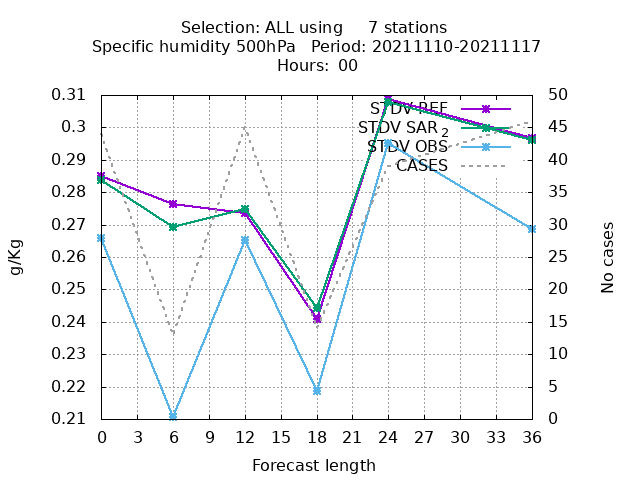 Selection: ALL using 7 stations
Specific humidity 500hPa Period: 20211110-20211117
Hours: 00
0.31
0.3
0.29
0.28
0.27
0.26
0.25
0.24
0.23
0.22
0.21
g/Kg
STDV REF
STDV SAR 2
STDV OBS
CASES
50
45
40
35
30
25
20
15
10
5
0
No cases
0 3 6 9 12 15 18 21 24 27 30 33 36
Forecast length